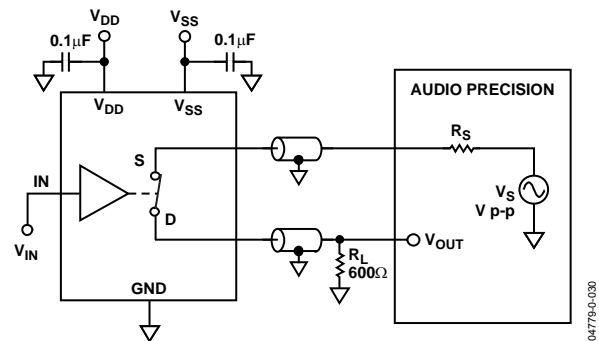 V_DD V_SS
0.1μF 0.1μF
V_DD V_SS
AUDIO PRECISION
R_S
S
IN
V_S
V p-p
D
V_IN
V_OUT
R_L
600Ω
GND
04779-0-030